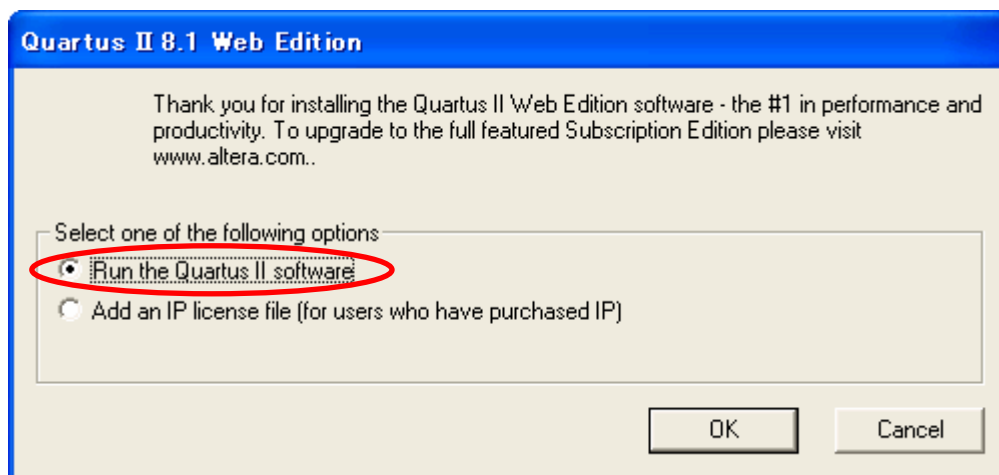 Quartus II 8.1 Web Edition
Thank you for installing the Quartus II Web Edition software - the #1 in performance and
productivity. To upgrade to the full featured Subscription Edition please visit
www.altera.com..
Select one of the following options
Run the Quartus II software
Add an IP license file (for users who have purchased IP)
OK
Cancel